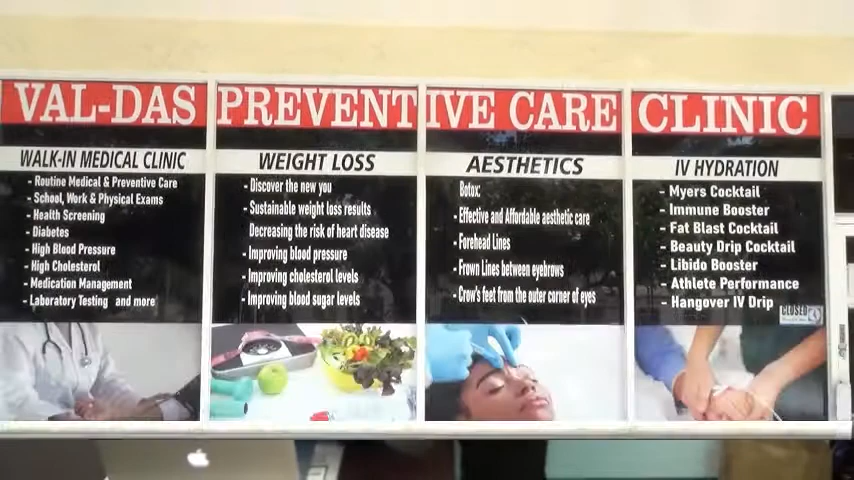 VAL-DAS PREVENTIVE CARE CLINIC
WALK-IN MEDICAL CLINIC
- Routine Medical & Preventive Care
- School, Work & Physical Exams
- Health Screening
- Diabetes
- High Blood Pressure
- High Cholesterol
- Medication Management
- Laboratory Testing and more
WEIGHT LOSS
- Discover the new you
- Sustainable weight loss results
Decreasing the risk of heart disease
- Improving blood pressure
- Improving cholesterol levels
- Improving blood sugar levels
AESTHETICS
Botox:
- Effective and Affordable aesthetic care
- Forehead Lines
- Frown Lines between eyebrows
- Crow's feet from the outer corner of eyes
IV HYDRATION
- Myers Cocktail
- Immune Booster
- Fat Blast Cocktail
- Beauty Drip Cocktail
- Libido Booster
- Athlete Performance
- Hangover IV Drip
CLOSED